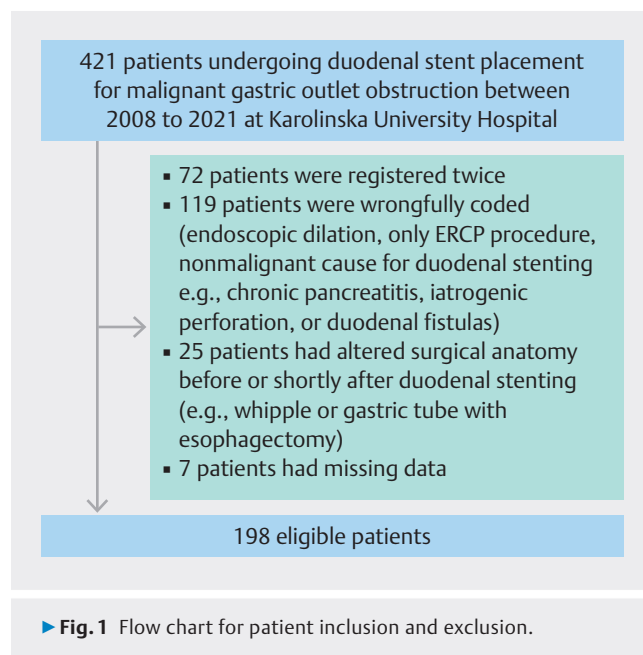 421 patients undergoing duodenal stent placement
for malignant gastric outlet obstruction between
2008 to 2021 at Karolinska University Hospital
▪ 72 patients were registered twice
▪ 119 patients were wrongfully coded
(endoscopic dilation, only ERCP procedure,
nonmalignant cause for duodenal stenting
e.g., chronic pancreatitis, iatrogenic
perforation, or duodenal fistulas)
▪ 25 patients had altered surgical anatomy
before or shortly after duodenal stenting
(e.g., whipple or gastric tube with
esophagectomy)
▪ 7 patients had missing data
198 eligible patients
▶ Fig. 1 Flow chart for patient inclusion and exclusion.